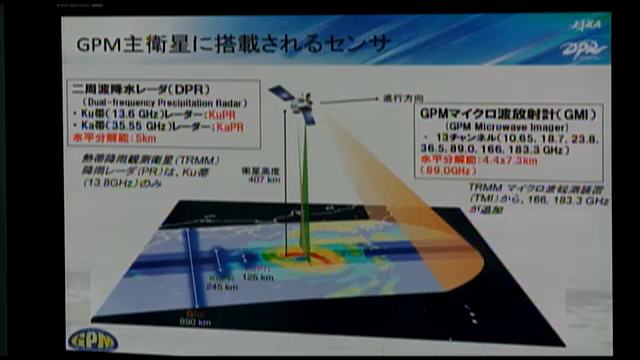 JAXA
DPR
GPM主衛星に搭載されるセンサ
二周波降水レーダ(DPR)
(Dual-frequency Precipitation Radar)
・Ku帯(13.6 GHz)レーダー:KuPR
・Ka帯(35.55 GHz)レーダー:KaPR
水平分解能:5km
熱帯降雨観測衛星(TRMM)
降雨レーダ(PR)は、Ku帯
(13.8GHz)のみ
進行方向
衛星高度
407 km
GPMマイクロ波放射計(GMI)
(GPM Microwave Imager)
・13チャンネル(10.65, 18.7, 23.8,
36.5, 89.0, 166, 183.3 GHz)
水平分解能:4.4x7.3km
(89.0GHz)
TRMM マイクロ波観測装置
(TMI)から、166, 183.3 GHz
が追加
KaPR
125 km
KuPR
245 km
GMI
890 km
GPM